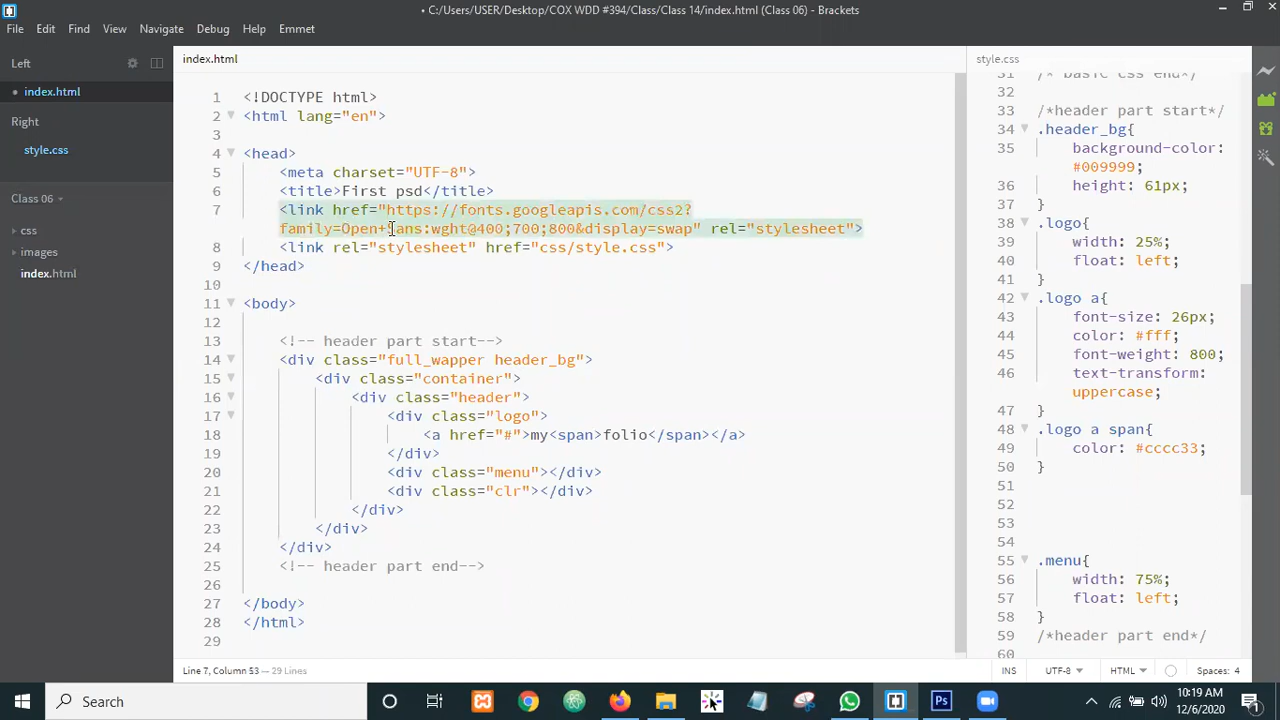 • C:/Users/USER/Desktop/COX WDD #394/Class/Class 14/index.html (Class 06) - Brackets
File Edit Find View Navigate Debug Help Emmet
Left
• index.html
Right
style.css
Class 06
css
images
index.html
index.html
1 <!DOCTYPE html>
2 <html lang="en">
3
4 <head>
5 <meta charset="UTF-8">
6 <title>First psd</title>
7 <link href="https://fonts.googleapis.com/css2?
family=Open+Sans:wght@400;700;800&display=swap" rel="stylesheet">
8 <link rel="stylesheet" href="css/style.css">
9 </head>
10
11 <body>
12
13 <!-- header part start-->
14 <div class="full_wapper header_bg">
15 <div class="container">
16 <div class="header">
17 <div class="logo">
18 <a href="#">my<span>folio</span></a>
19 </div>
20 <div class="menu"></div>
21 <div class="clr"></div>
22 </div>
23 </div>
24 </div>
25 <!-- header part end-->
26
27 </body>
28 </html>
29
style.css
31 /* basic css end*/
32
33 /*header part start*/
34 .header_bg{
35 background-color:
#009999;
36 height: 61px;
37 }
38 .logo{
39 width: 25%;
40 float: left;
41 }
42 .logo a{
43 font-size: 26px;
44 color: #fff;
45 font-weight: 800;
46 text-transform:
uppercase;
47 }
48 .logo a span{
49 color: #cccc33;
50 }
51
52
53
54
55 .menu{
56 width: 75%;
57 float: left;
58 }
59 /*header part end*/
60
Line 7, Column 53 — 29 Lines
INS UTF-8 HTML Spaces: 4
Search
Ps
10:19 AM
12/6/2020
1